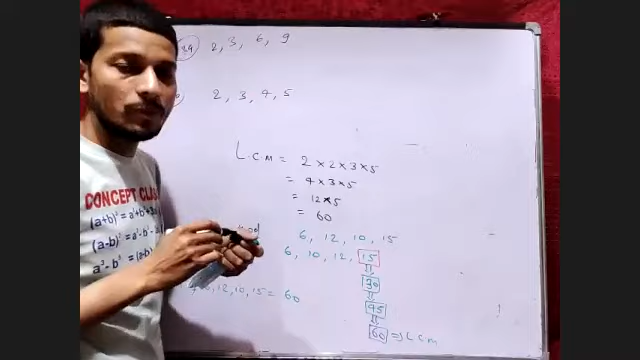 2, 3, 6, 9
2, 3, 4, 5
L.C.M = 2×2×3×5
= 4×3×5
= 12×5
= 60
6, 12, 10, 15
6, 10, 12, 15
30
45
12, 10, 15 = 60
60 = L C M
CONCEPT CLAS
(a+b)² = a²+b²+
(a-b)² = a²-b²-
a³-b³ = (a-b)